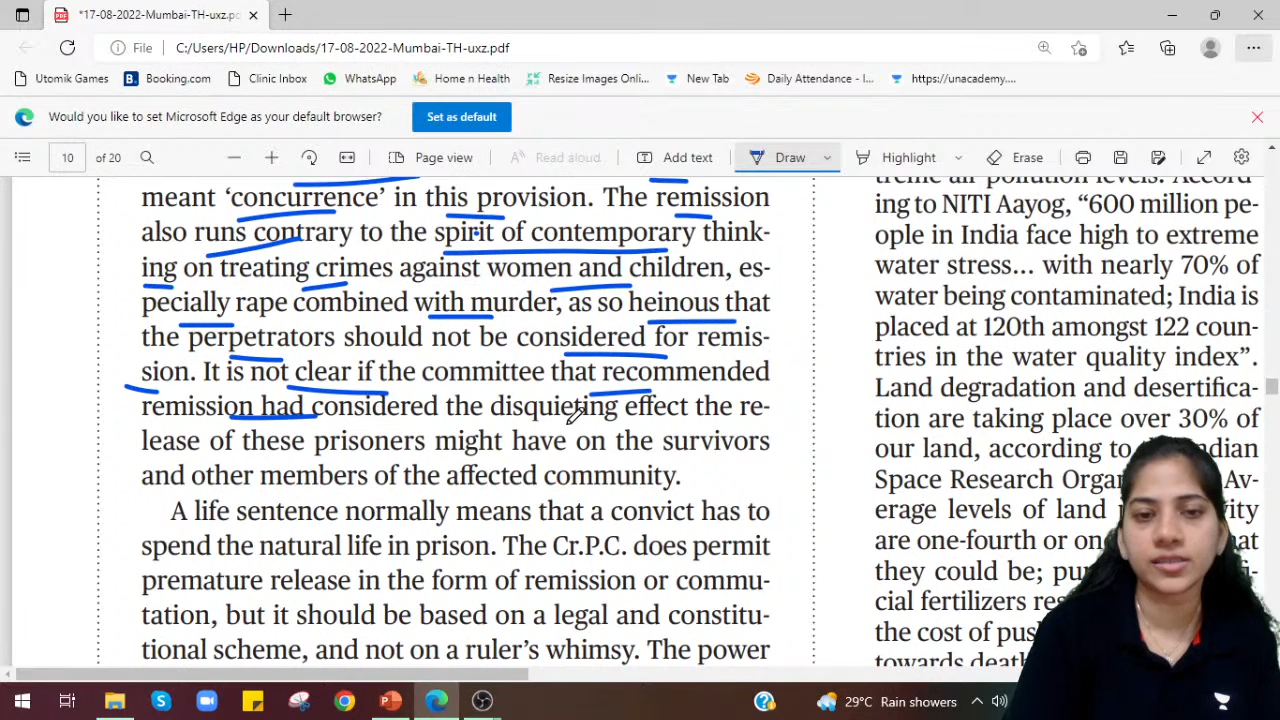 *17-08-2022-Mumbai-TH-uxz.pdf
File C:/Users/HP/Downloads/17-08-2022-Mumbai-TH-uxz.pdf
Utomik Games B. Booking.com Clinic Inbox WhatsApp Home n Health Resize Images Onli... New Tab Daily Attendance - I... https://unacademy....
Would you like to set Microsoft Edge as your default browser? Set as default
10 of 20 Page view Read aloud Add text Draw Highlight Erase
meant ‘concurrence’ in this provision. The remission
also runs contrary to the spirit of contemporary think-
ing on treating crimes against women and children, es-
pecially rape combined with murder, as so heinous that
the perpetrators should not be considered for remis-
sion. It is not clear if the committee that recommended
remission had considered the disquieting effect the re-
lease of these prisoners might have on the survivors
and other members of the affected community.
A life sentence normally means that a convict has to
spend the natural life in prison. The Cr.P.C. does permit
premature release in the form of remission or commu-
tation, but it should be based on a legal and constitu-
tional scheme, and not on a ruler’s whimsy. The power
treme air pollution levels. Accord-
ing to NITI Aayog, “600 million pe-
ople in India face high to extreme
water stress... with nearly 70% of
water being contaminated; India is
placed at 120th amongst 122 coun-
tries in the water quality index”.
Land degradation and desertifica-
tion are taking place over 30% of
our land, according to Indian
Space Research Av-
erage levels of land
are one-fourth or
they could be;
cial fertilizers
the cost of
towards
29°C Rain showers